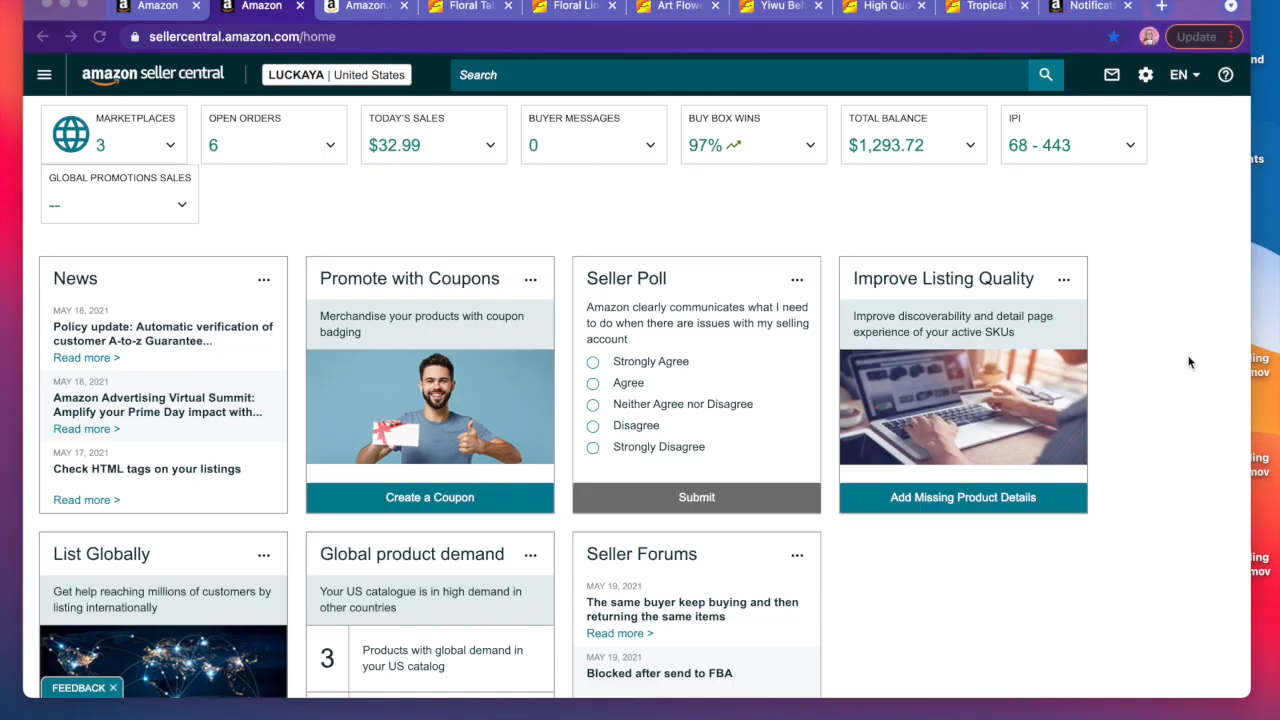 Amazon
Amazon
Amazon.
Floral Ta
Floral Lin
Art Flowe
Yiwu Beh
High Qua
Tropical L
Notificati
sellercentral.amazon.com/home
Update
amazon seller central
LUCKAYA | United States
Search
EN
MARKETPLACES
3
OPEN ORDERS
6
TODAY'S SALES
$32.99
BUYER MESSAGES
0
BUY BOX WINS
97%
TOTAL BALANCE
$1,293.72
IPI
68 - 443
GLOBAL PROMOTIONS SALES
--
News
MAY 18, 2021
Policy update: Automatic verification of
customer A-to-z Guarantee...
Read more >
MAY 18, 2021
Amazon Advertising Virtual Summit:
Amplify your Prime Day impact with...
Read more >
MAY 17, 2021
Check HTML tags on your listings
Read more >
Promote with Coupons
Merchandise your products with coupon
badging
Create a Coupon
Seller Poll
Amazon clearly communicates what I need
to do when there are issues with my selling
account
Strongly Agree
Agree
Neither Agree nor Disagree
Disagree
Strongly Disagree
Submit
Improve Listing Quality
Improve discoverability and detail page
experience of your active SKUs
Add Missing Product Details
List Globally
Get help reaching millions of customers by
listing internationally
FEEDBACK
Global product demand
Your US catalogue is in high demand in
other countries
3
Products with global demand in
your US catalog
Seller Forums
MAY 19, 2021
The same buyer keep buying and then
returning the same items
Read more >
MAY 19, 2021
Blocked after send to FBA
nd
nts
ing
mov
ing
mov
ing
mov